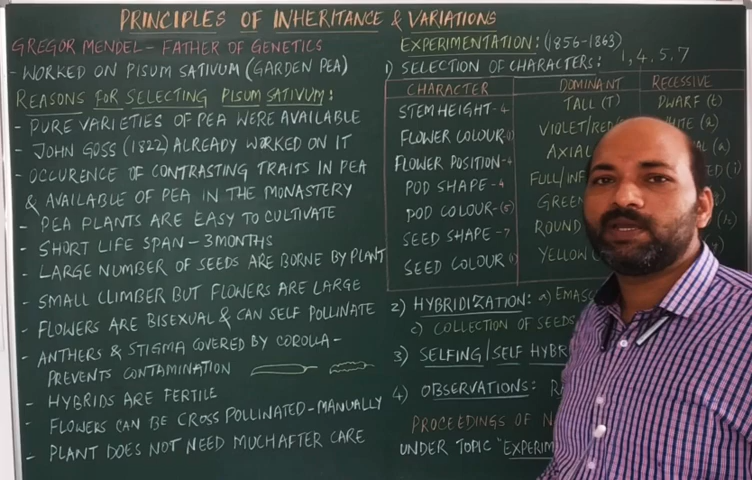 PRINCIPLES OF INHERITANCE & VARIATIONS
GREGOR MENDEL - FATHER OF GENETICS
- WORKED ON PISUM SATIVUM (GARDEN PEA)
REASONS FOR SELECTING PISUM SATIVUM:
- PURE VARIETIES OF PEA WERE AVAILABLE
- JOHN GOSS (1822) ALREADY WORKED ON IT
- OCCURENCE OF CONTRASTING TRAITS IN PEA
& AVAILABLE OF PEA IN THE MONASTERY
- PEA PLANTS ARE EASY TO CULTIVATE
- SHORT LIFE SPAN - 3 MONTHS
- LARGE NUMBER OF SEEDS ARE BORNE BY PLANT
- SMALL CLIMBER BUT FLOWERS ARE LARGE
- FLOWERS ARE BISEXUAL & CAN SELF POLLINATE
- ANTHERS & STIGMA COVERED BY COROLLA -
PREVENTS CONTAMINATION
- HYBRIDS ARE FERTILE
- FLOWERS CAN BE CROSS POLLINATED - MANUALLY
- PLANT DOES NOT NEED MUCH AFTER CARE
EXPERIMENTATION: (1856-1863)
1) SELECTION OF CHARACTERS: 1, 4, 5, 7
CHARACTER DOMINANT RECESSIVE
STEM HEIGHT - 4 TALL (T) DWARF (t)
FLOWER COLOUR - (1) VIOLET/RED
FLOWER POSITION - 4 AXIAL (a)
POD SHAPE - 4 FULL/INF (i)
POD COLOUR - (5) GREEN
SEED SHAPE - 7 ROUND
SEED COLOUR (1) YELLOW
2) HYBRIDIZATION: a) EMAS
c) COLLECTION OF SEEDS
3) SELFING/SELF HYBR
4) OBSERVATIONS:
PROCEEDINGS OF N
UNDER TOPIC "EXPERIM